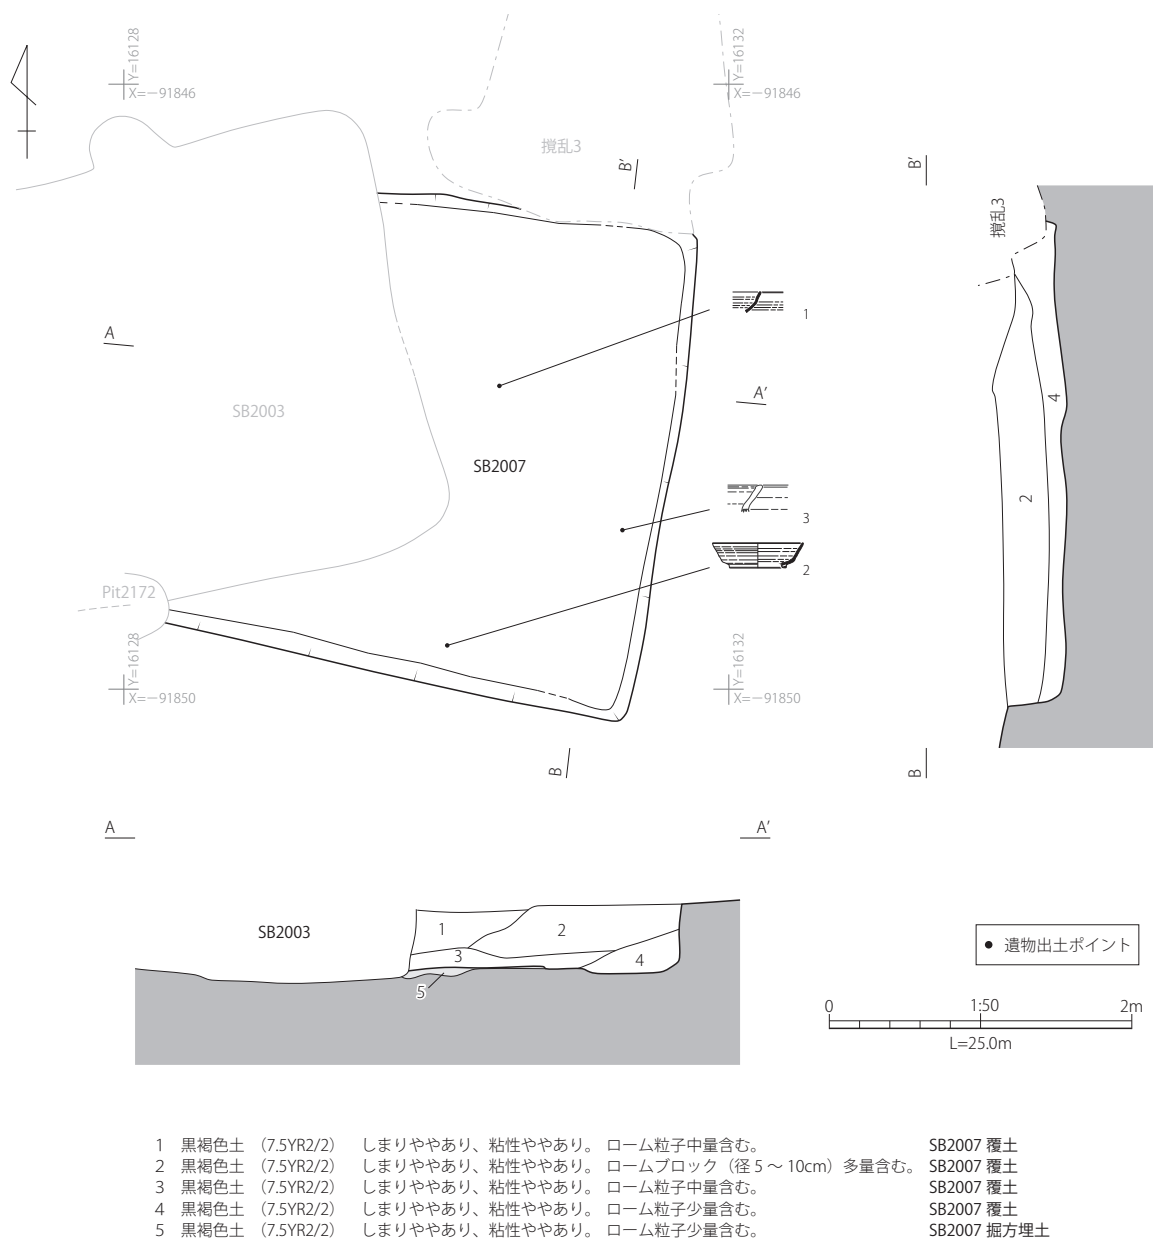 Y=16128
X=−91846
Y=16132
X=−91846
撹乱3
B'
B'
撹乱3
A
1
A'
SB2003
SB2007
4
2
3
2
Pit2172
Y=16128
X=−91850
Y=16132
X=−91850
B
B
A
A'
SB2003
1
2
3
4
5
遺物出土ポイント
0 1:50 2m
L=25.0m
1 黒褐色土 （7.5YR2/2） しまりややあり、粘性ややあり。 ローム粒子中量含む。 SB2007 覆土
2 黒褐色土 （7.5YR2/2） しまりややあり、粘性ややあり。 ロームブロック（径 5 〜 10cm）多量含む。 SB2007 覆土
3 黒褐色土 （7.5YR2/2） しまりややあり、粘性ややあり。 ローム粒子中量含む。 SB2007 覆土
4 黒褐色土 （7.5YR2/2） しまりややあり、粘性ややあり。 ローム粒子少量含む。 SB2007 覆土
5 黒褐色土 （7.5YR2/2） しまりややあり、粘性ややあり。 ローム粒子少量含む。 SB2007 掘方埋土